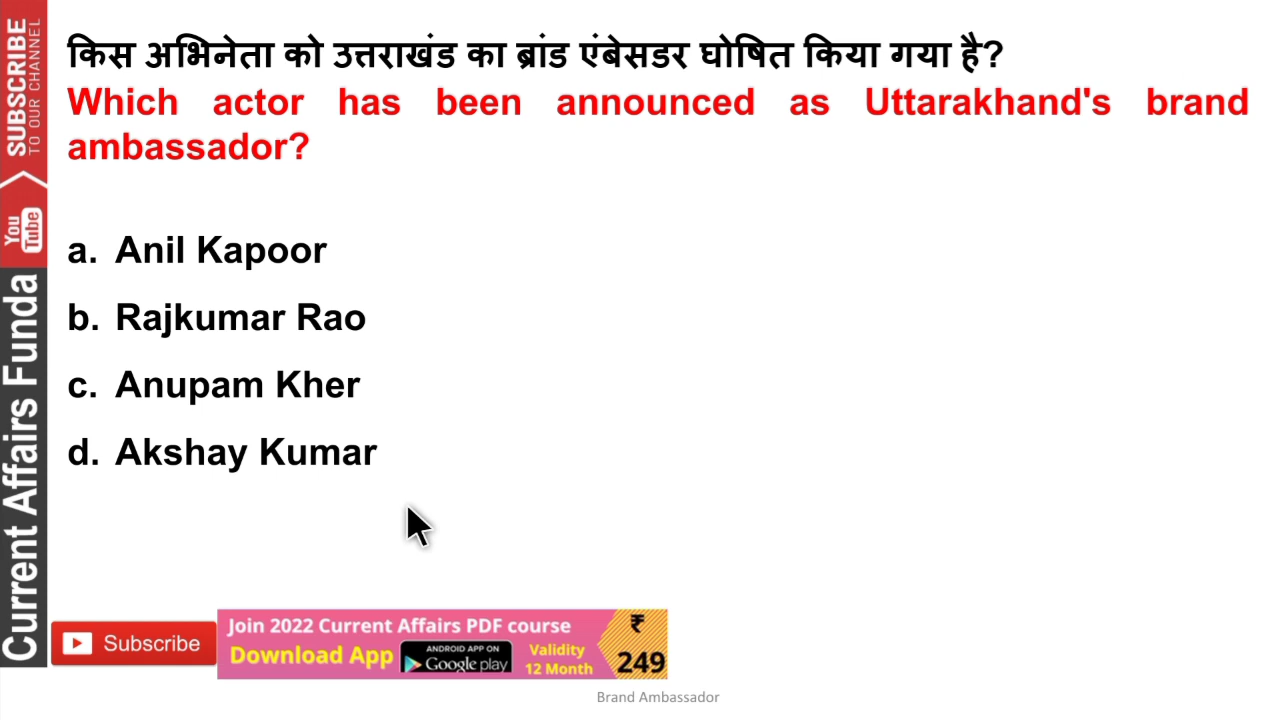 किस अभिनेता को उत्तराखंड का ब्रांड एंबेसडर घोषित किया गया है?
Which actor has been announced as Uttarakhand's brand
ambassador?
a. Anil Kapoor
b. Rajkumar Rao
c. Anupam Kher
d. Akshay Kumar
SUBSCRIBE
TO OUR CHANNEL
You
Tube
Current Affairs Funda
Subscribe
Join 2022 Current Affairs PDF course
Download App
ANDROID APP ON
Google play
Validity
12 Month
₹
249
Brand Ambassador